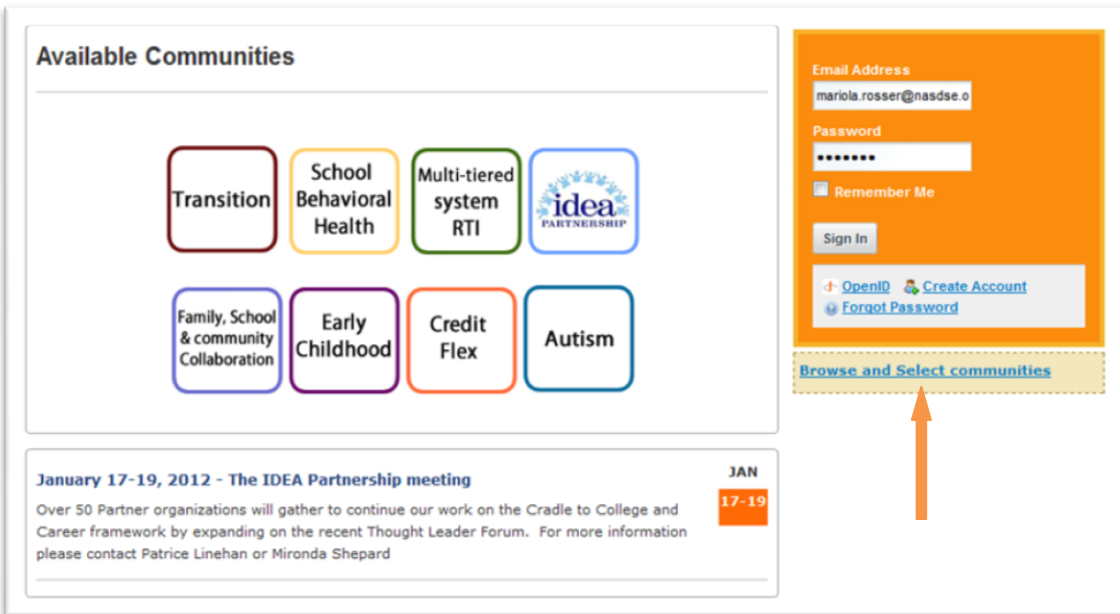 Available Communities
Transition
School
Behavioral
Health
Multi-tiered
system
RTI
idea
PARTNERSHIP
Family, School
& community
Collaboration
Early
Childhood
Credit
Flex
Autism
January 17-19, 2012 - The IDEA Partnership meeting
Over 50 Partner organizations will gather to continue our work on the Cradle to College and
Career framework by expanding on the recent Thought Leader Forum. For more information
please contact Patrice Linehan or Mironda Shepard
JAN
17-19
Email Address
mariola.rosser@nasdse.o
Password
•••••••
Remember Me
Sign In
OpenID Create Account
Forgot Password
Browse and Select communities